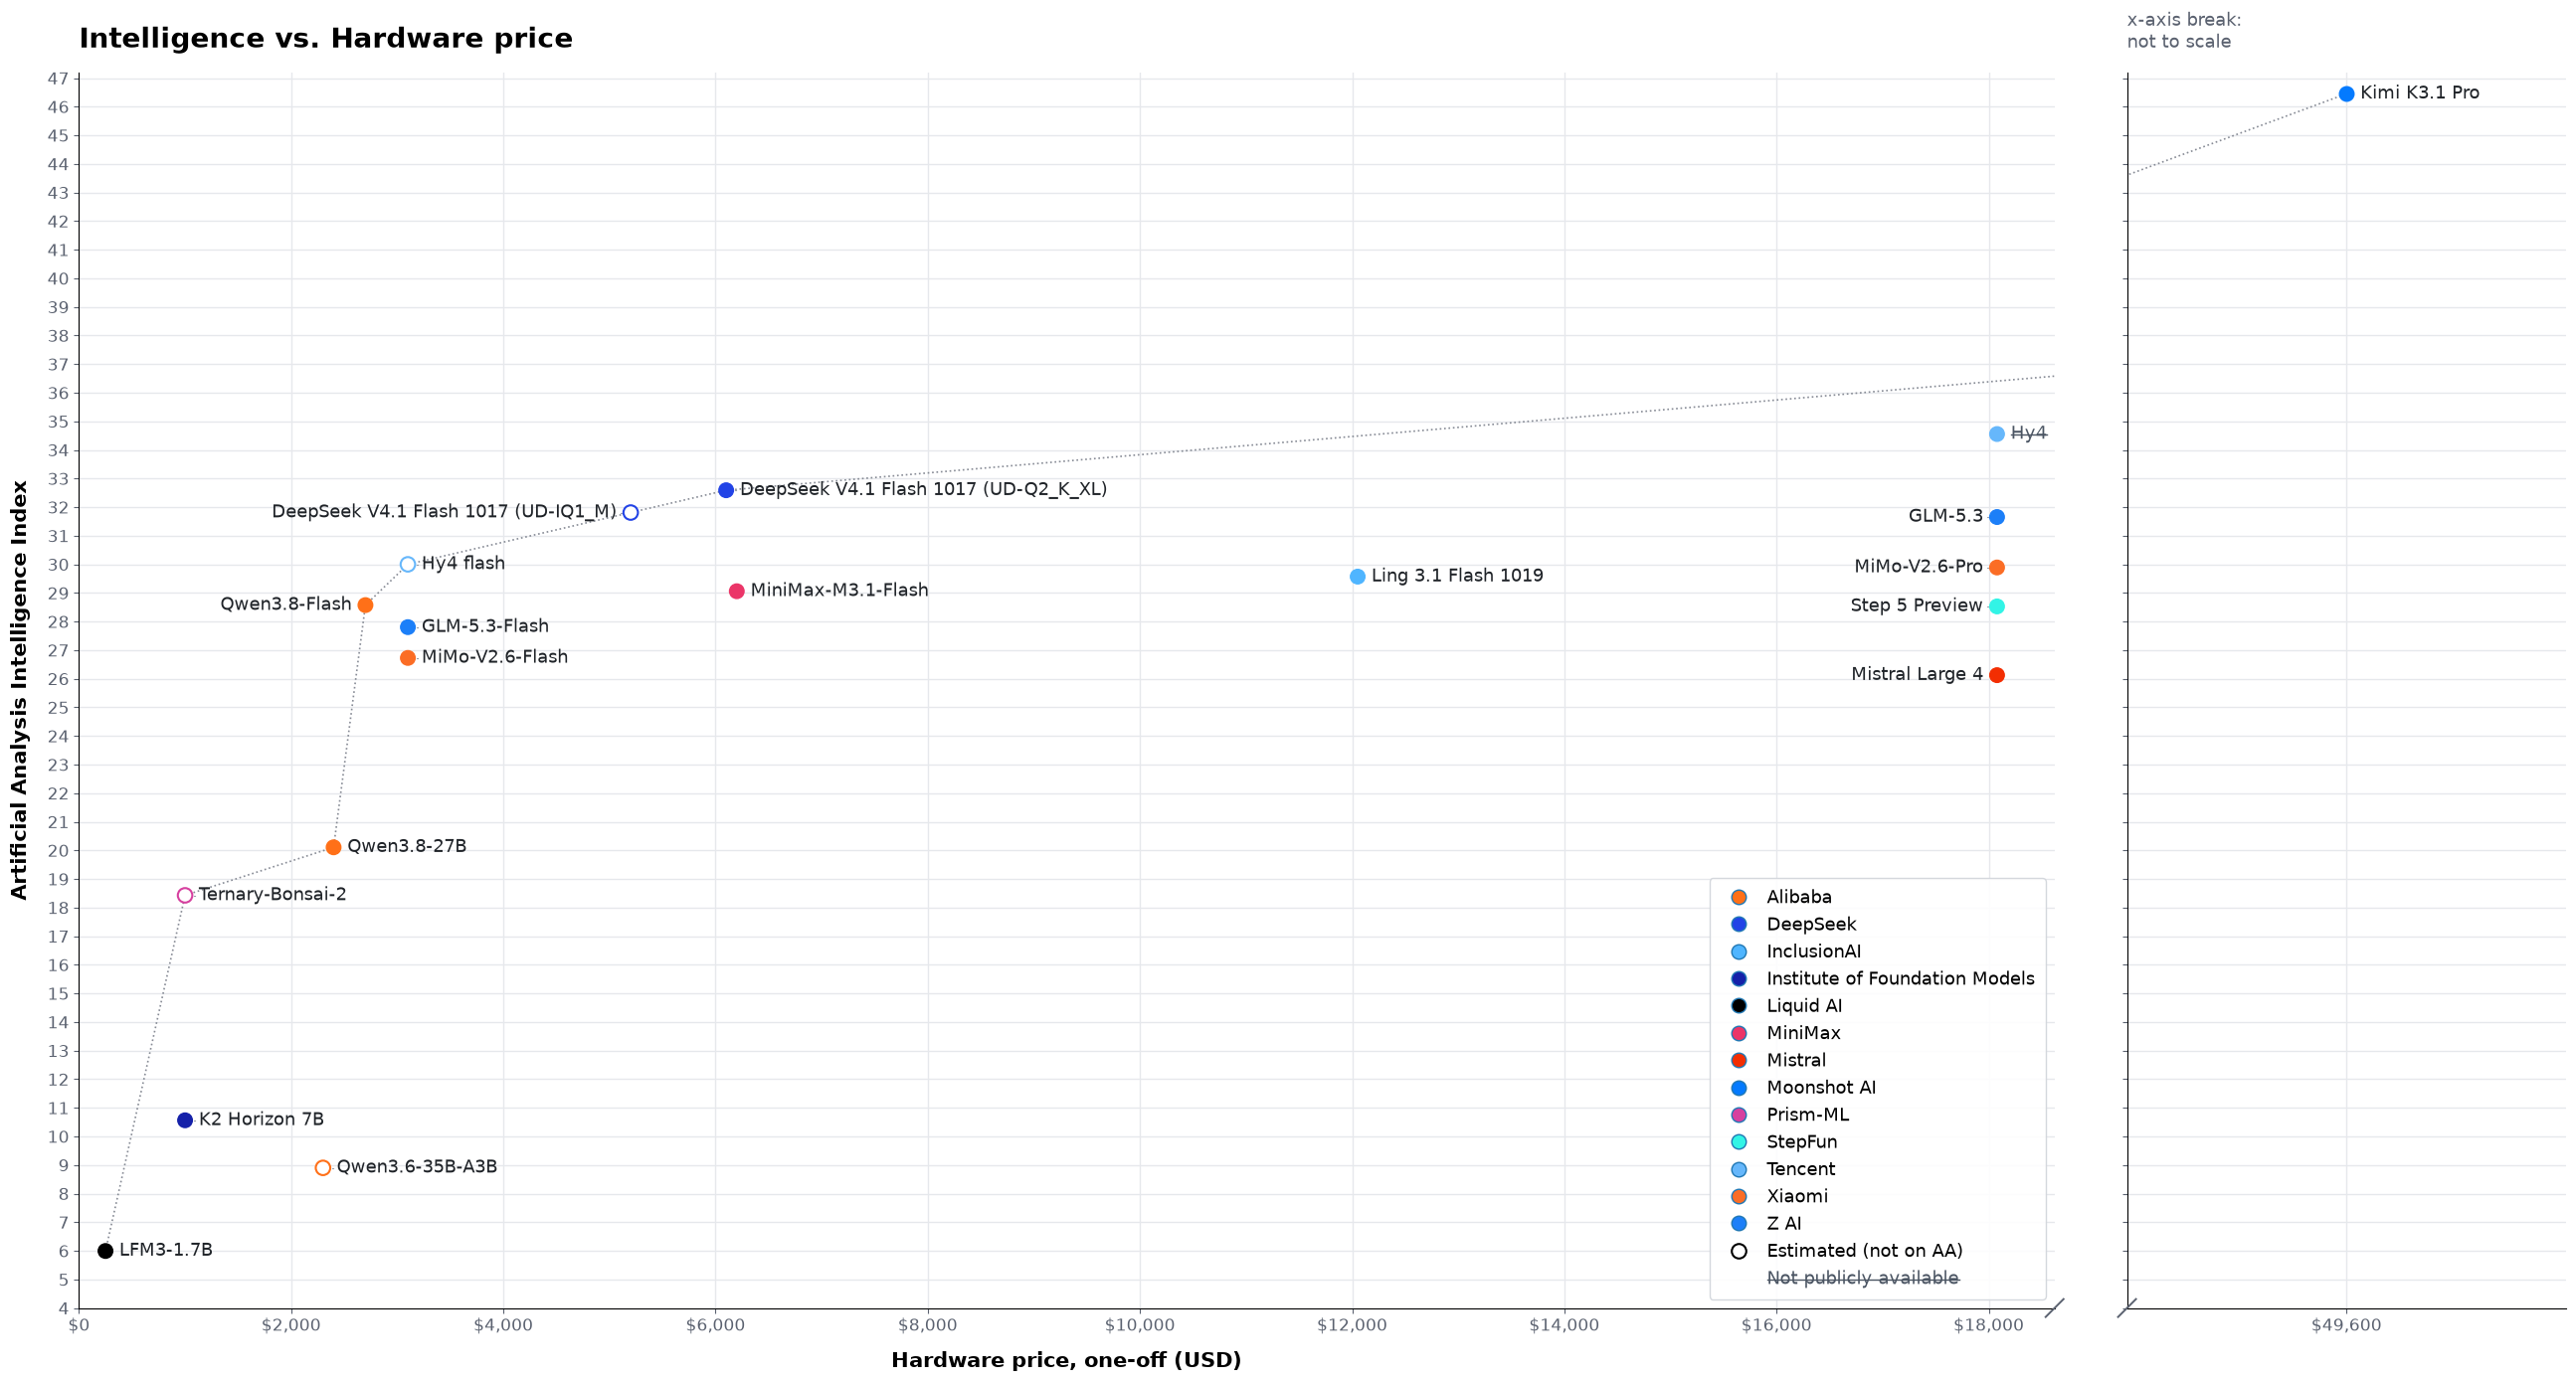 Intelligence vs. Hardware price
x-axis break:
not to scale
Artificial Analysis Intelligence Index
47
46
45
44
43
42
41
40
39
38
37
36
35
34
33
32
31
30
29
28
27
26
25
24
23
22
21
20
19
18
17
16
15
14
13
12
11
10
9
8
7
6
5
4
Kimi K3.1 Pro
Hy4
DeepSeek V4.1 Flash 1017 (UD-Q2_K_XL)
DeepSeek V4.1 Flash 1017 (UD-IQ1_M)
GLM-5.3
Hy4 flash
MiMo-V2.6-Pro
Ling 3.1 Flash 1019
MiniMax-M3.1-Flash
Qwen3.8-Flash
Step 5 Preview
GLM-5.3-Flash
MiMo-V2.6-Flash
Mistral Large 4
Qwen3.8-27B
Ternary-Bonsai-2
K2 Horizon 7B
Qwen3.6-35B-A3B
LFM3-1.7B
Alibaba
DeepSeek
InclusionAI
Institute of Foundation Models
Liquid AI
MiniMax
Mistral
Moonshot AI
Prism-ML
StepFun
Tencent
Xiaomi
Z AI
Estimated (not on AA)
Not publicly available
$0
$2,000
$4,000
$6,000
$8,000
$10,000
$12,000
$14,000
$16,000
$18,000
$49,600
Hardware price, one-off (USD)